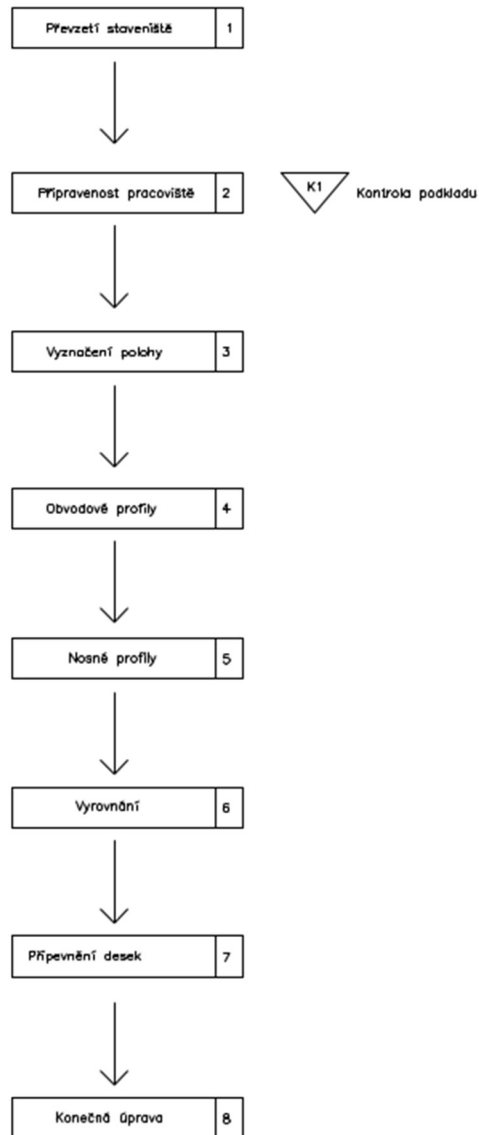 Převzetí staveniště 1
Připravenost pracoviště 2 K1 Kontrola podkladu
Vyznačení polohy 3
Obvodové profily 4
Nosné profily 5
Vyrovnání 6
Připevnění desek 7
Konečná úprava 8